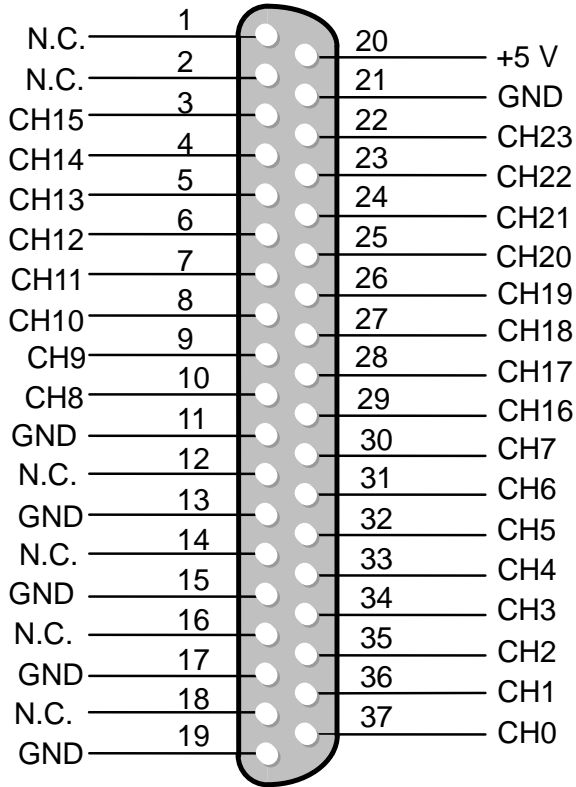 N.C. 1
N.C. 2
CH15 3
CH14 4
CH13 5
CH12 6
CH11 7
CH10 8
CH9 9
CH8 10
GND 11
N.C. 12
GND 13
N.C. 14
GND 15
N.C. 16
GND 17
N.C. 18
GND 19
20 +5 V
21 GND
22 CH23
23 CH22
24 CH21
25 CH20
26 CH19
27 CH18
28 CH17
29 CH16
30 CH7
31 CH6
32 CH5
33 CH4
34 CH3
35 CH2
36 CH1
37 CH0